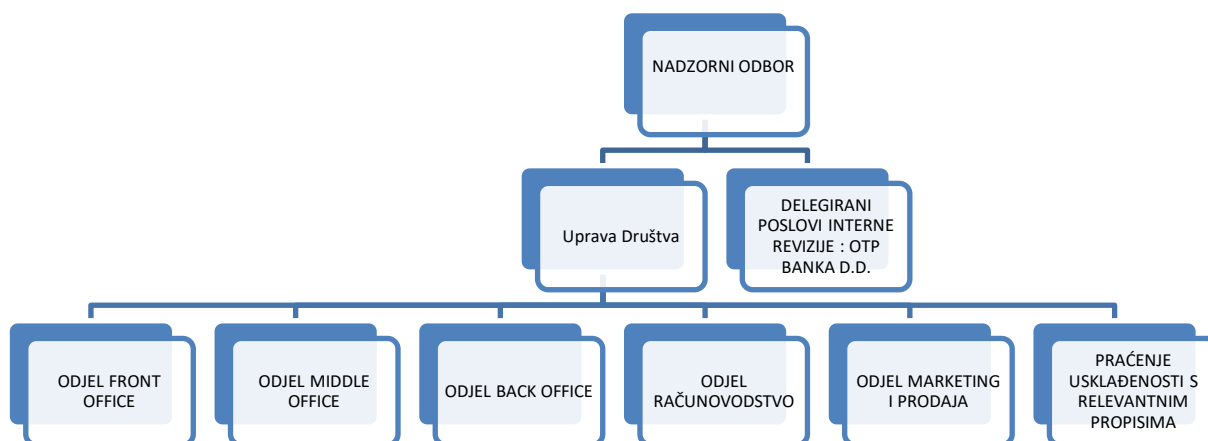 NADZORNI ODBOR
Uprava Društva
DELEGIRANI
POSLOVI INTERNE
REVIZIJE : OTP
BANKA D.D.
ODJEL FRONT
OFFICE
ODJEL MIDDLE
OFFICE
ODJEL BACK OFFICE
ODJEL
RAČUNOVODSTVO
ODJEL MARKETING
I PRODAJA
PRAĆENJE
USKLAĐENOSTI S
RELEVANTNIM
PROPISIMA